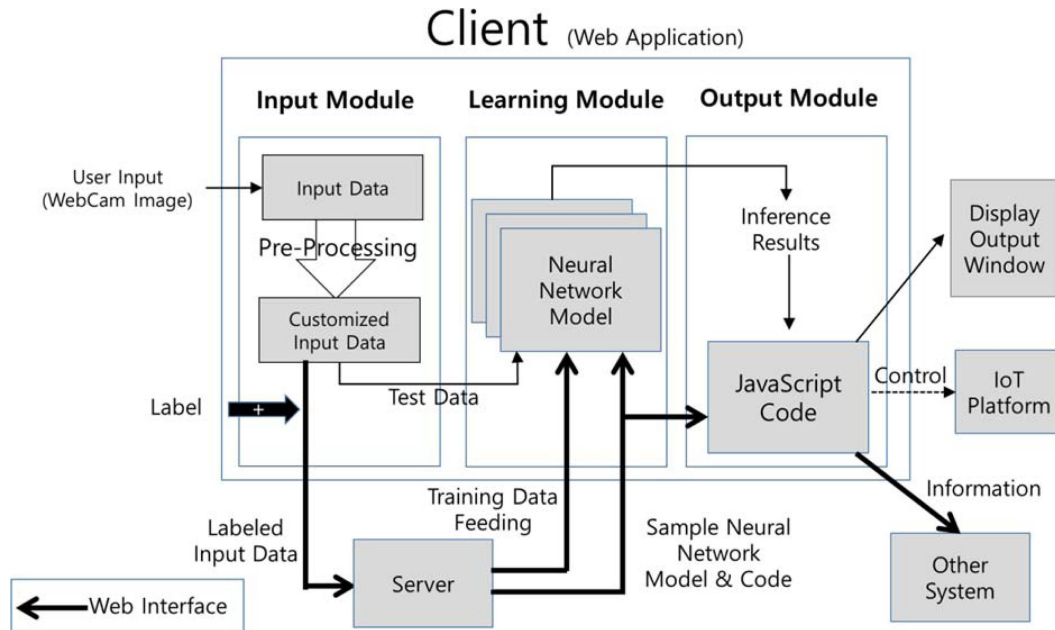 Client (Web Application)
Input Module
Learning Module
Output Module
User Input
(WebCam Image)
Input Data
Pre-Processing
Customized
Input Data
Label
+
Test Data
Neural
Network
Model
Inference
Results
JavaScript
Code
Display
Output
Window
Control
IoT
Platform
Information
Other
System
Labeled
Input Data
Server
Training Data
Feeding
Sample Neural
Network
Model & Code
Web Interface